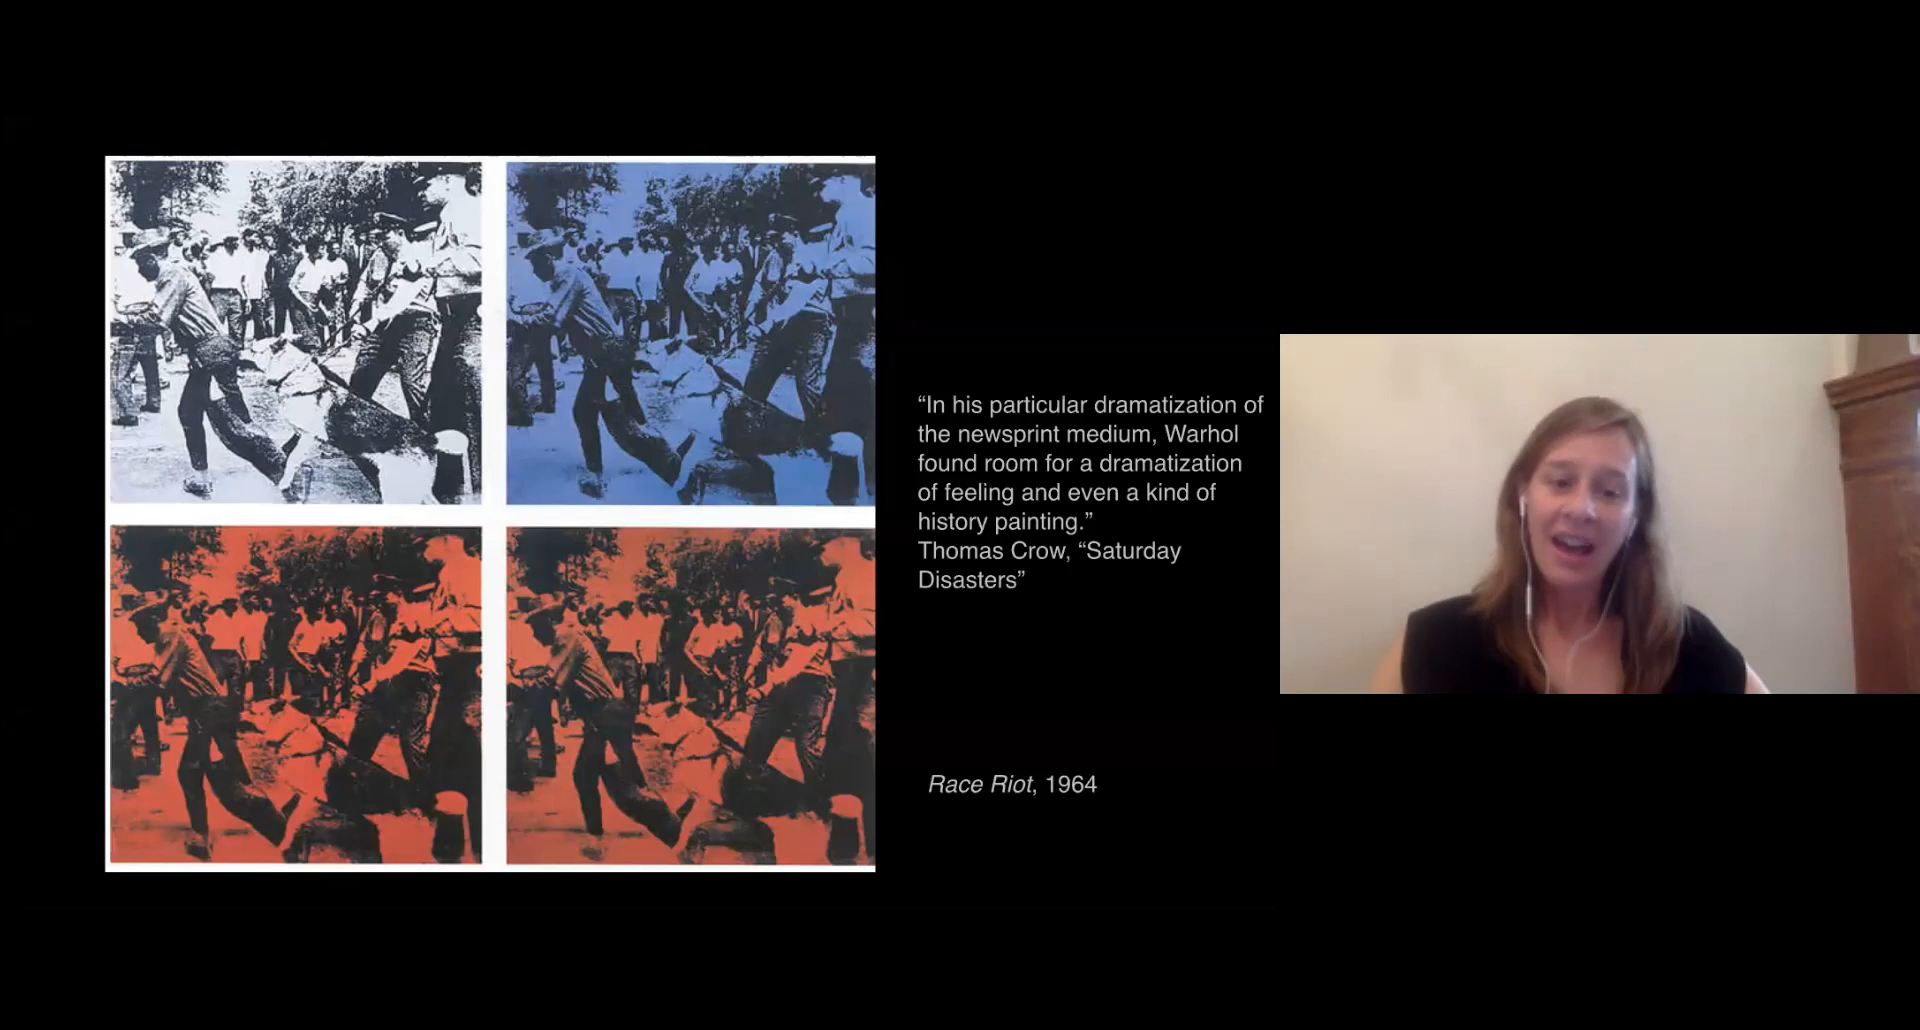 “In his particular dramatization of
the newsprint medium, Warhol
found room for a dramatization
of feeling and even a kind of
history painting.”
Thomas Crow, “Saturday
Disasters”
Race Riot, 1964